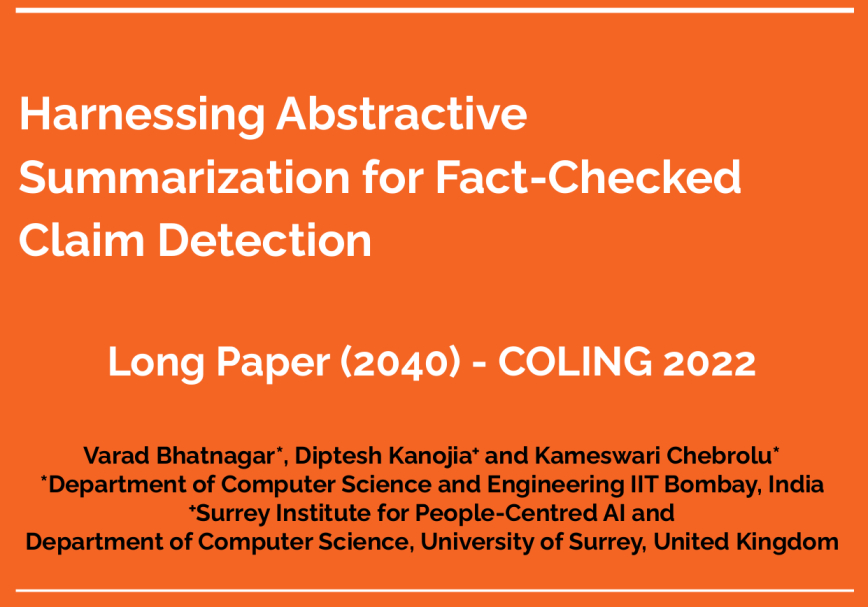 Harnessing Abstractive
Summarization for Fact-Checked
Claim Detection
Long Paper (2040) - COLING 2022
Varad Bhatnagar*, Diptesh Kanojia⁺ and Kameswari Chebrolu*
*Department of Computer Science and Engineering IIT Bombay, India
⁺Surrey Institute for People-Centred AI and
Department of Computer Science, University of Surrey, United Kingdom